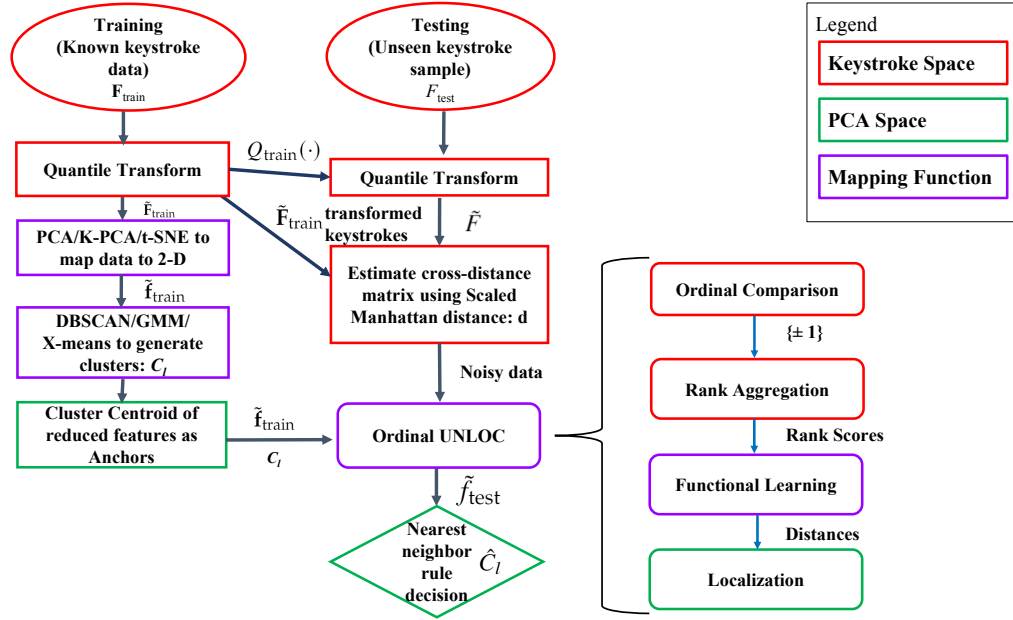 Training
(Known keystroke
data)
F_train
Testing
(Unseen keystroke
sample)
F_test
Legend
Keystroke Space
PCA Space
Mapping Function
Quantile Transform
Q_train(·)
Quantile Transform
F̃_train
F̃_train transformed
keystrokes
F̃
PCA/K-PCA/t-SNE to
map data to 2-D
f̃_train
DBSCAN/GMM/
X-means to generate
clusters: C_l
Estimate cross-distance
matrix using Scaled
Manhattan distance: d
Noisy data
Cluster Centroid of
reduced features as
Anchors
f̃_train
C_l
Ordinal UNLOC
f̃_test
Nearest
neighbor
rule
decision
Ĉ_l
Ordinal Comparison
{± 1}
Rank Aggregation
Rank Scores
Functional Learning
Distances
Localization